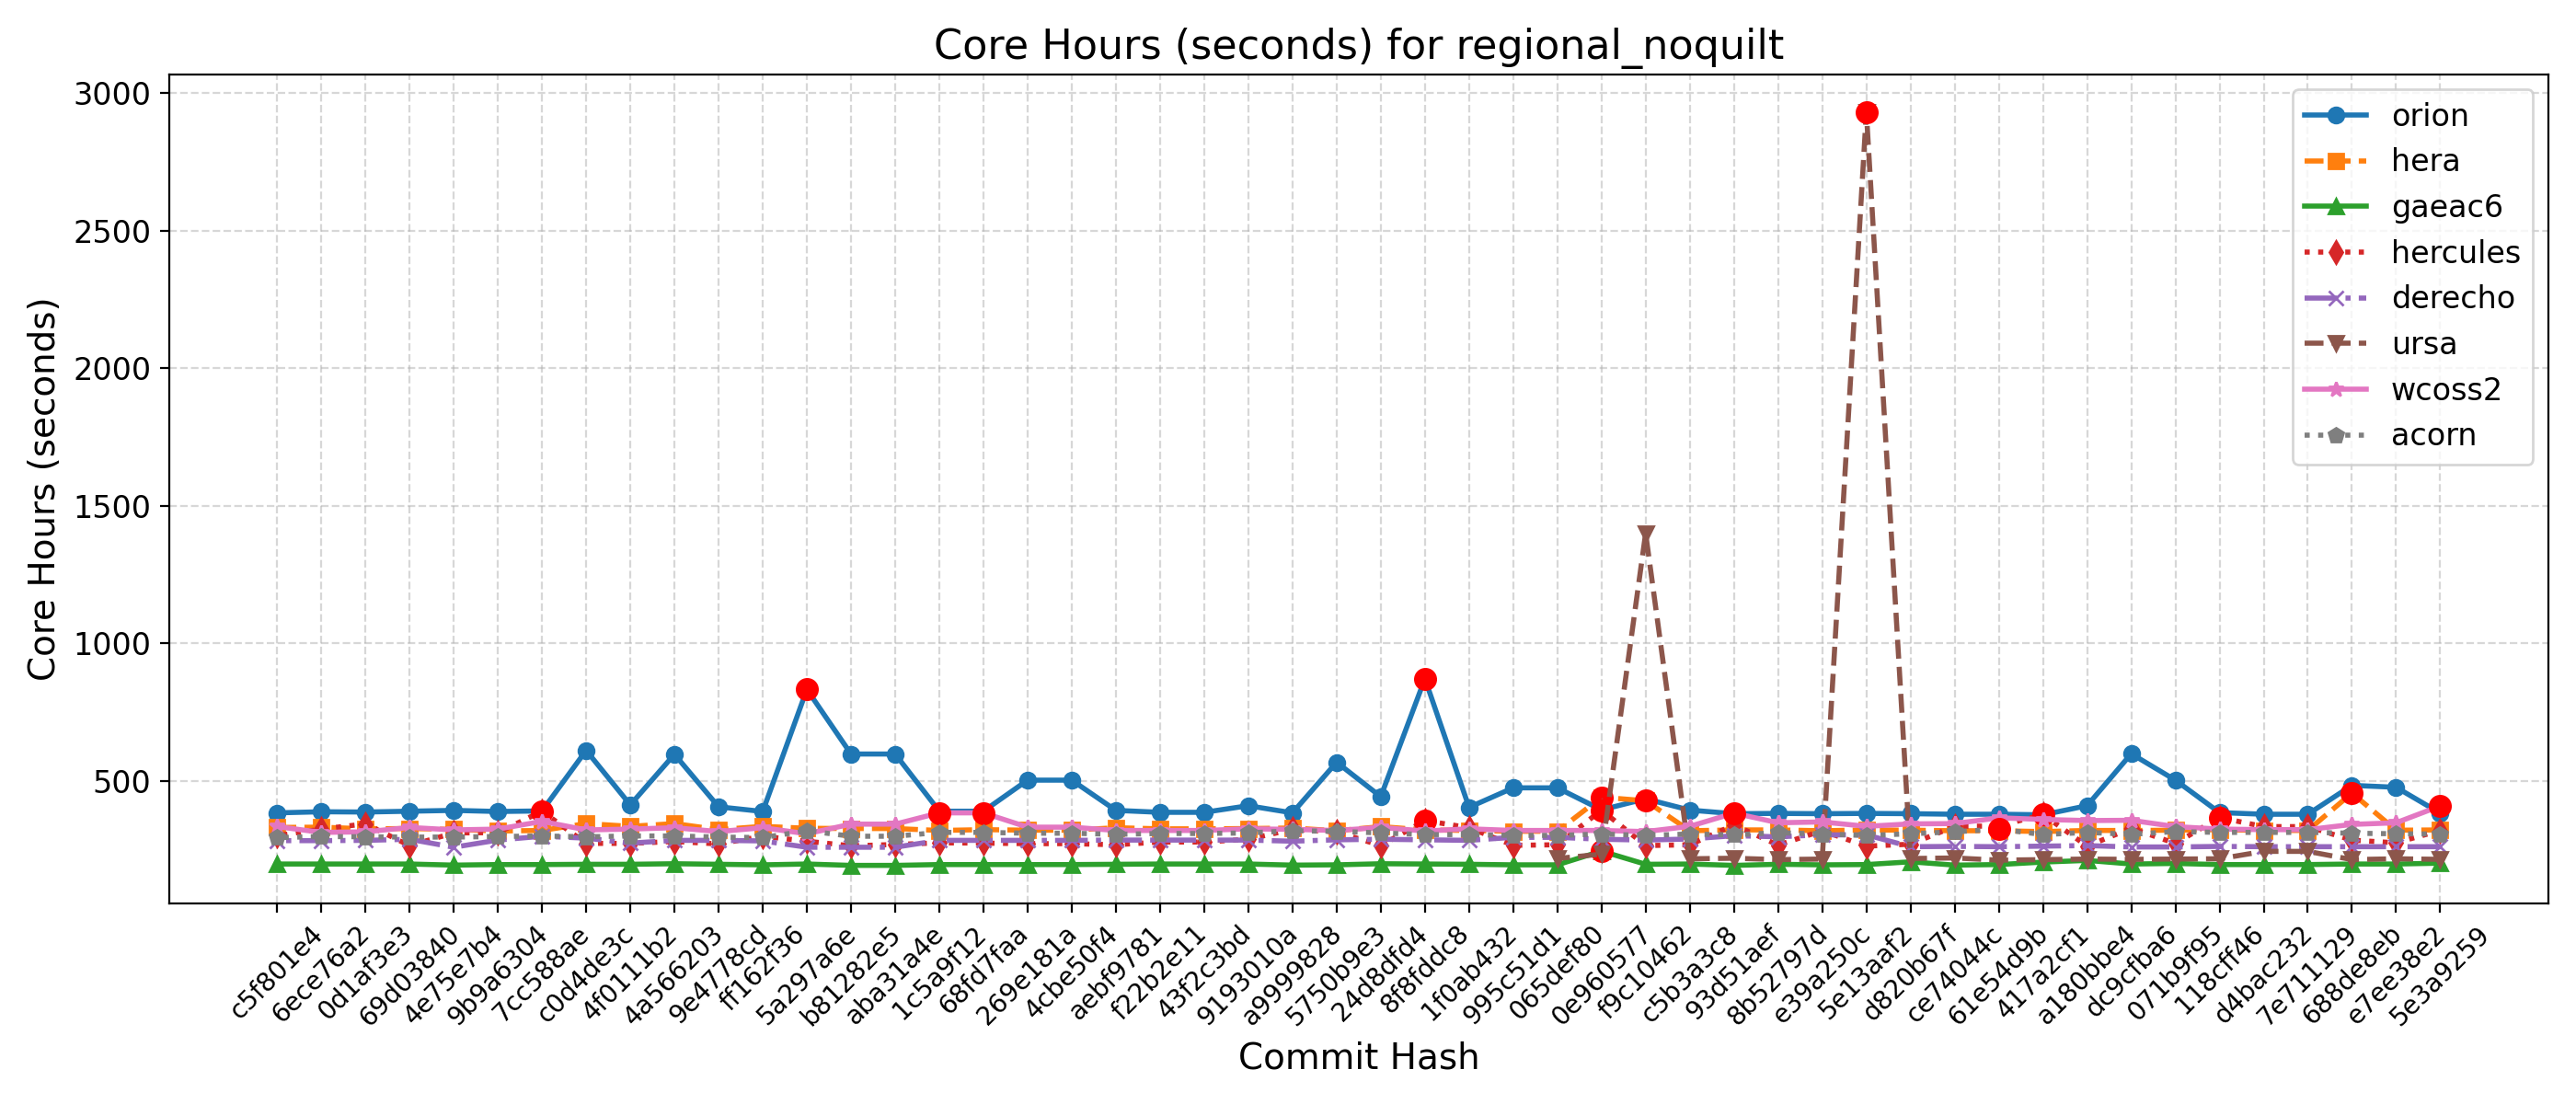 Core Hours (seconds) for regional_noquilt
3000
2500
2000
1500
1000
500
Core Hours (seconds)
orion
hera
gaeac6
hercules
derecho
ursa
wcoss2
acorn
c5f801e4
6ece76a2
0d1af3e3
69d03840
4e75e7b4
9b9a6304
7cc588ae
c0d4de3c
4f0111b2
4a566203
9e4778cd
ff162f36
5a297a6e
b81282e5
aba31a4e
1c5a9f12
68fd7faa
269e181a
4cbe50f4
aebf9781
f22b2e11
43f2c3bd
9193010a
a9999828
5750b9e3
24d8dfd4
8f8fddc8
1f0ab432
995c51d1
065def80
0e960577
f9c10462
c5b3a3c8
93d51aef
8b52797d
e39a250c
5e13aaf2
d820b67f
ce74044c
61e54d9b
417a2cf1
a180bbe4
dc9cfba6
071b9f95
118cff46
d4bac232
7e711129
688de8eb
e7ee38e2
5e3a9259
Commit Hash